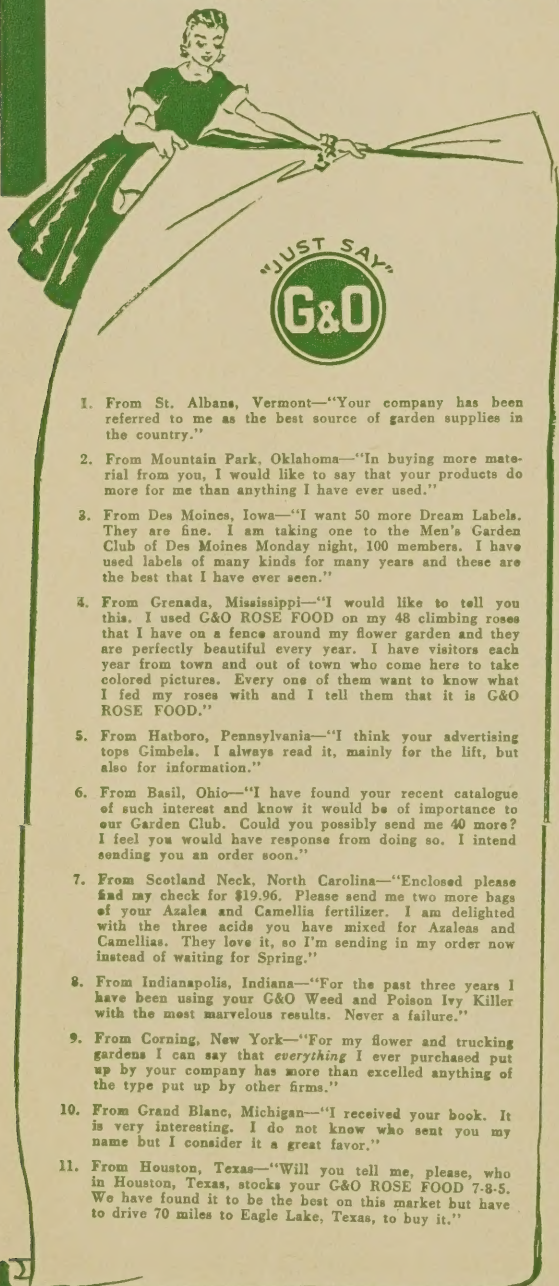 "JUST SAY"
G&O
1. From St. Albans, Vermont—"Your company has been
referred to me as the best source of garden supplies in
the country."
2. From Mountain Park, Oklahoma—"In buying more mate-
rial from you, I would like to say that your products do
more for me than anything I have ever used."
3. From Des Moines, Iowa—"I want 50 more Dream Labels.
They are fine. I am taking one to the Men's Garden
Club of Des Moines Monday night, 100 members. I have
used labels of many kinds for many years and these are
the best that I have ever seen."
4. From Grenada, Mississippi—"I would like to tell you
this. I used G&O ROSE FOOD on my 48 climbing roses
that I have on a fence around my flower garden and they
are perfectly beautiful every year. I have visitors each
year from town and out of town who come here to take
colored pictures. Every one of them want to know what
I fed my roses with and I tell them that it is G&O
ROSE FOOD."
5. From Hatboro, Pennsylvania—"I think your advertising
tops Gimbels. I always read it, mainly for the lift, but
also for information."
6. From Basil, Ohio—"I have found your recent catalogue
of such interest and know it would be of importance to
our Garden Club. Could you possibly send me 40 more?
I feel you would have response from doing so. I intend
sending you an order soon."
7. From Scotland Neck, North Carolina—"Enclosed please
find my check for $19.96. Please send me two more bags
of your Azalea and Camellia fertilizer. I am delighted
with the three acids you have mixed for Azaleas and
Camellias. They love it, so I'm sending in my order now
instead of waiting for Spring."
8. From Indianapolis, Indiana—"For the past three years I
have been using your G&O Weed and Poison Ivy Killer
with the most marvelous results. Never a failure."
9. From Corning, New York—"For my flower and trucking
gardens I can say that everything I ever purchased put
up by your company has more than excelled anything of
the type put up by other firms."
10. From Grand Blanc, Michigan—"I received your book. It
is very interesting. I do not know who sent you my
name but I consider it a great favor."
11. From Houston, Texas—"Will you tell me, please, who
in Houston, Texas, stocks your G&O ROSE FOOD 7-8-5.
We have found it to be the best on this market but have
to drive 70 miles to Eagle Lake, Texas, to buy it."